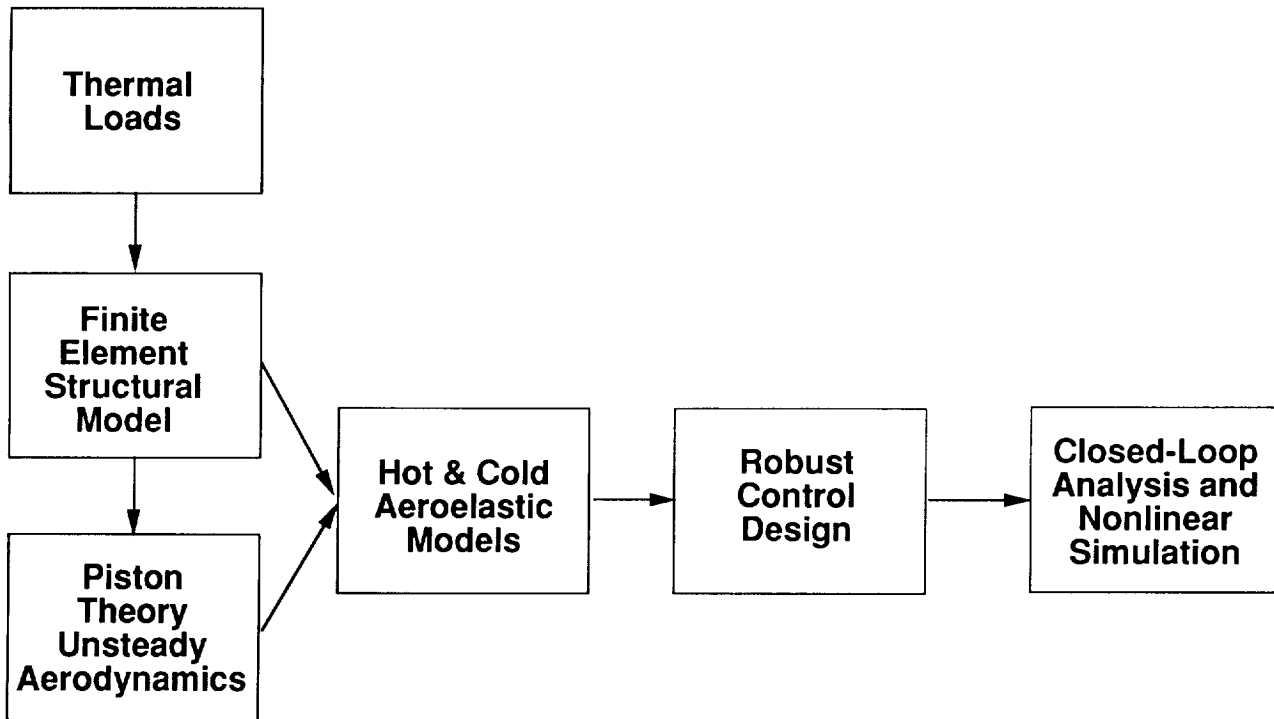 Thermal
Loads
Finite
Element
Structural
Model
Piston
Theory
Unsteady
Aerodynamics
Hot & Cold
Aeroelastic
Models
Robust
Control
Design
Closed-Loop
Analysis and
Nonlinear
Simulation